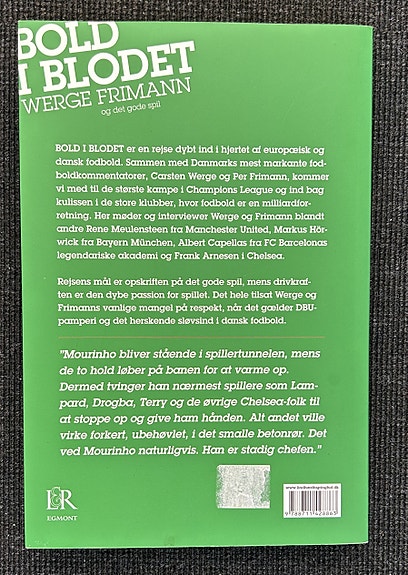 BOLD
I BLODET
WERGE FRIMANN
og det gode spil
BOLD I BLODET er en rejse dybt ind i hjertet af europæisk og
dansk fodbold. Sammen med Danmarks mest markante fod-
boldkommentatorer, Carsten Werge og Per Frimann, kommer
vi med til de største kampe i Champions League og ind bag
kulissen i de store klubber, hvor fodbold er en milliardfor-
retning. Her møder og interviewer Werge og Frimann blandt
andre Rene Meulensteen fra Manchester United, Markus Hör-
wick fra Bayern München, Albert Capellas fra FC Barcelonas
legendariske akademi og Frank Arnesen i Chelsea.
Rejsens mål er opskriften på det gode spil, mens drivkraf-
ten er den dybe passion for spillet. Det hele tilsat Werge og
Frimanns vanlige mangel på respekt, når det gælder DBU-
pamperi og det herskende sløvsind i dansk fodbold.
"Mourinho bliver stående i spillertunnelen, mens
de to hold løber på banen for at varme op.
Dermed tvinger han nærmest spillere som Lam-
pard, Drogba, Terry og de øvrige Chelsea-folk til
at stoppe op og give ham hånden. Alt andet ville
virke forkert, ubehøvlet, i det smalle betonrør. Det
ved Mourinho naturligvis. Han er stadig chefen."
L&R
EGMONT
www.lindhardtogringhof.dk
9 788711 423865